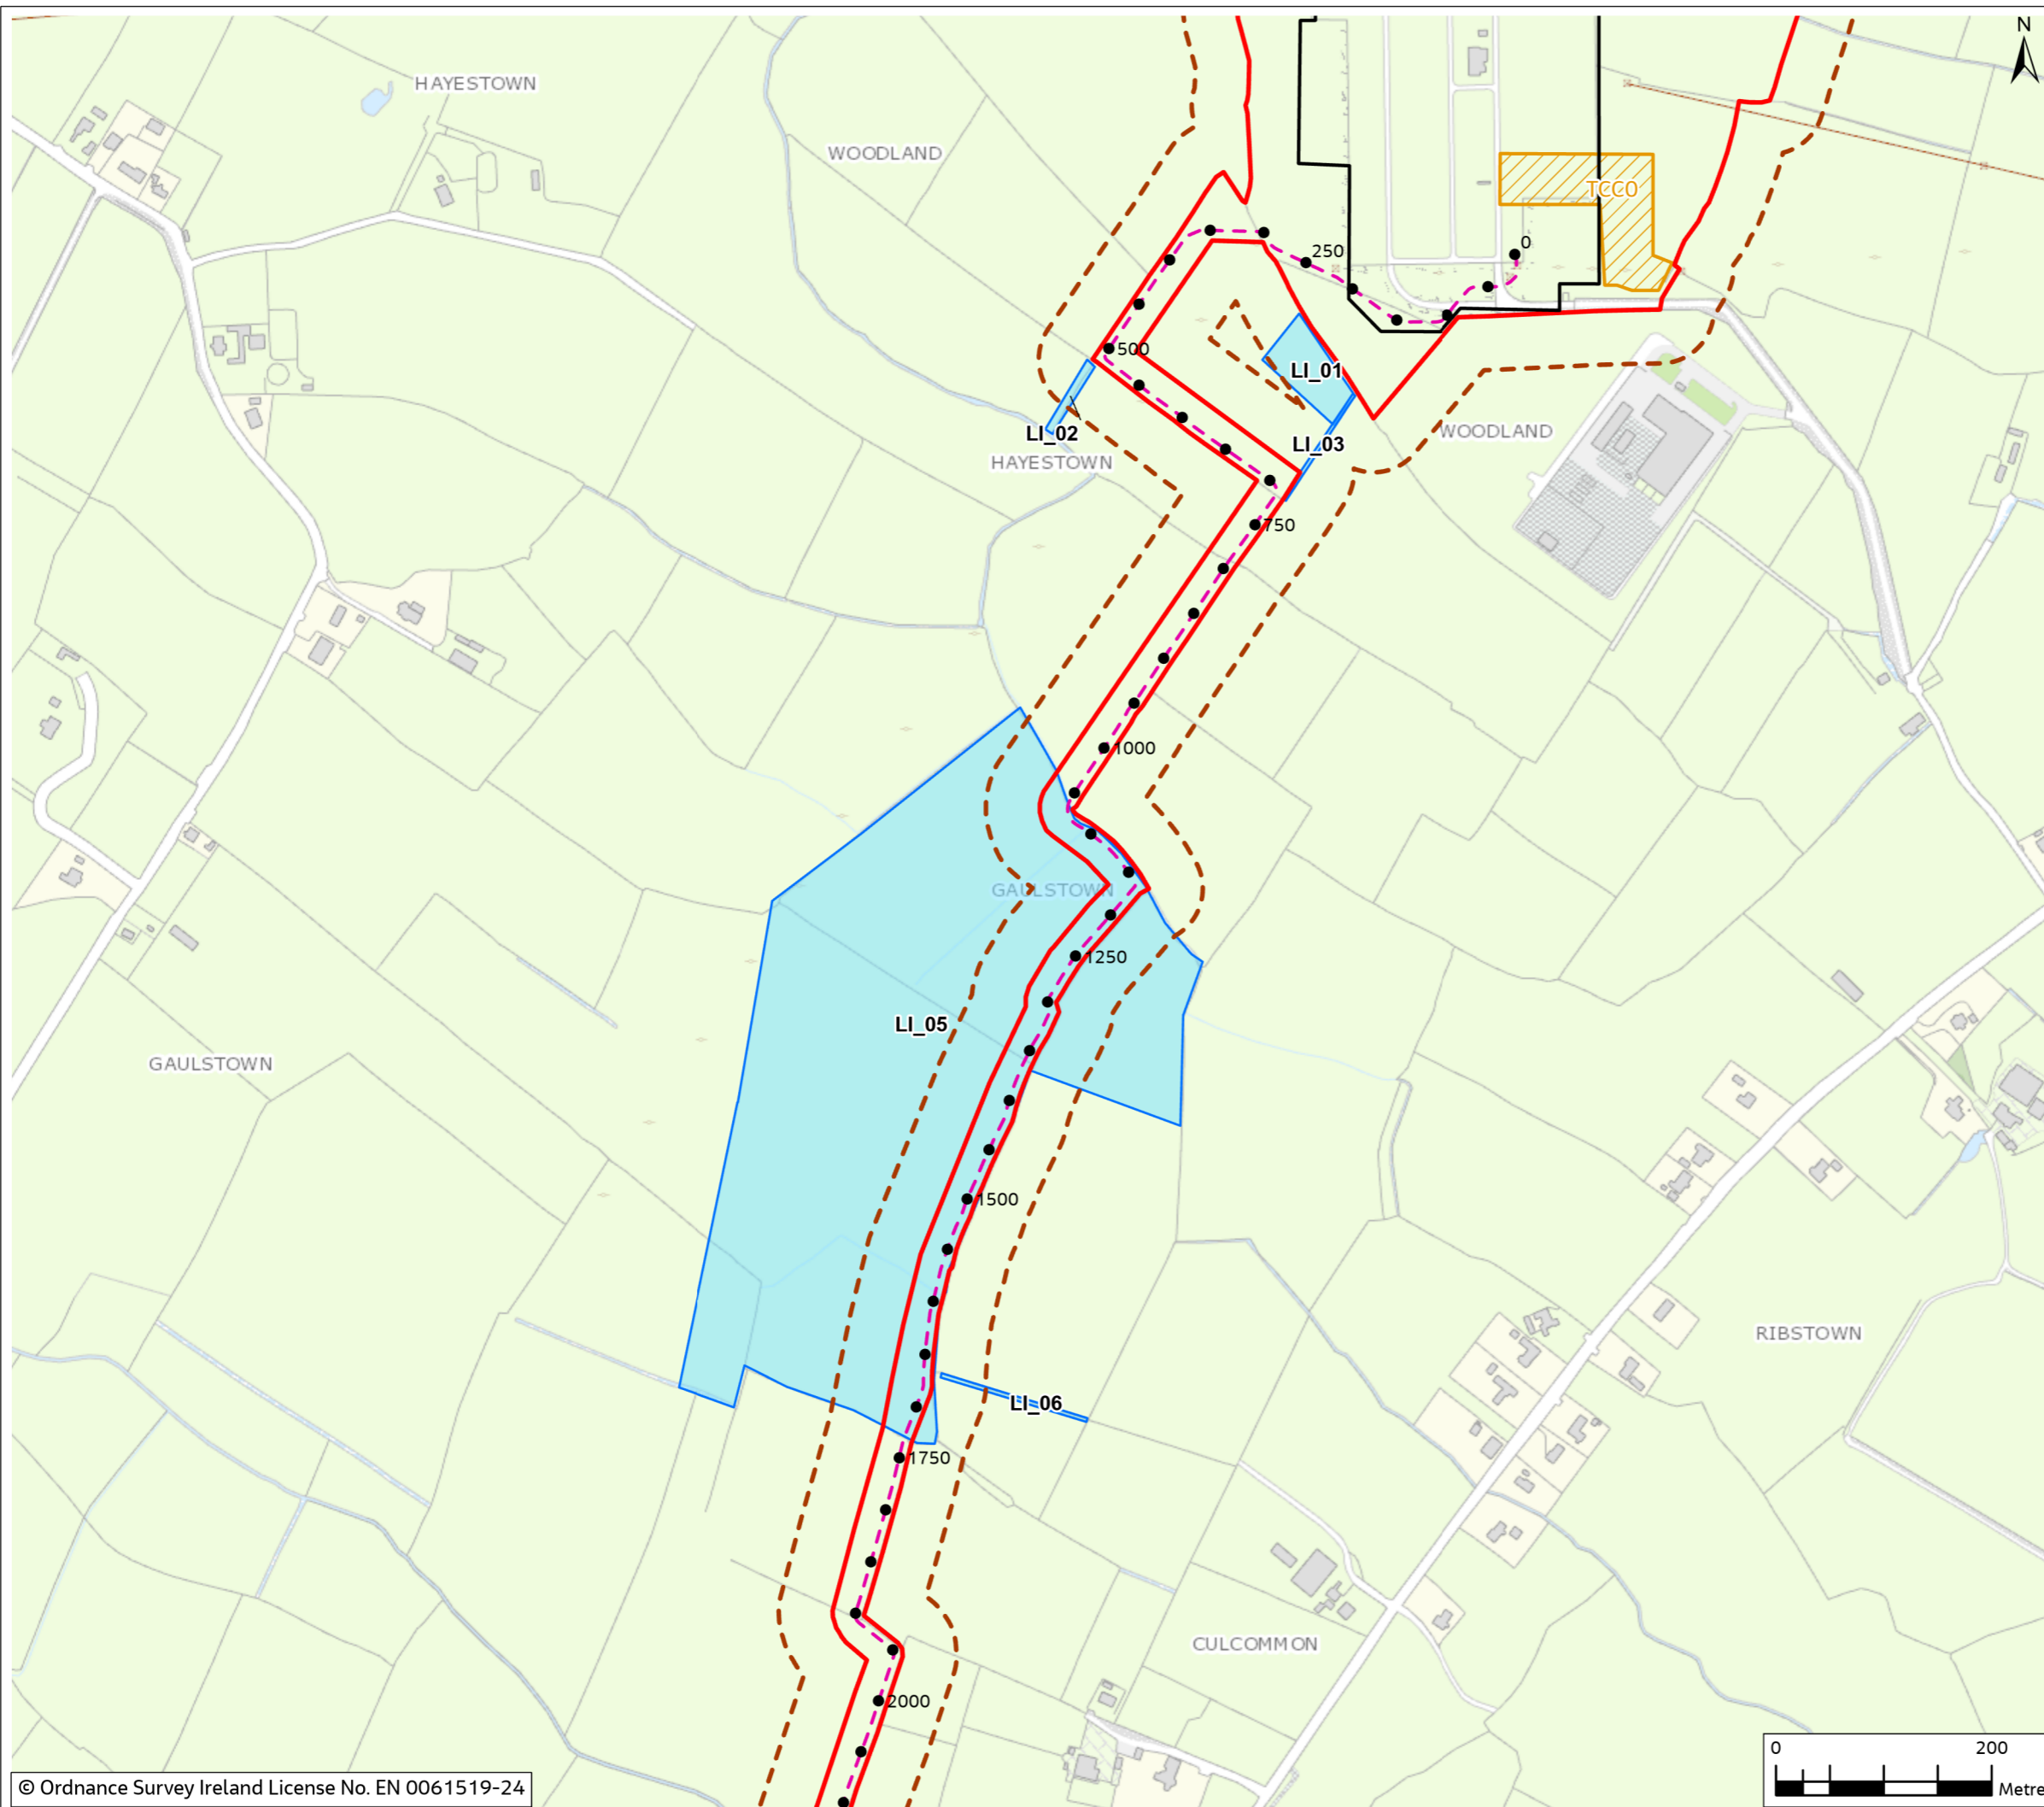 N
HAYESTOWN
WOODLAND
TCC0
0
250
500
LI_01
LI_02
LI_03
WOODLAND
HAYESTOWN
750
1000
GAULSTOWN
1250
LI_05
GAULSTOWN
1500
RIBSTOWN
LI_06
1750
CULCOMMON
2000
0 200
Metre
© Ordnance Survey Ireland License No. EN 0061519-24